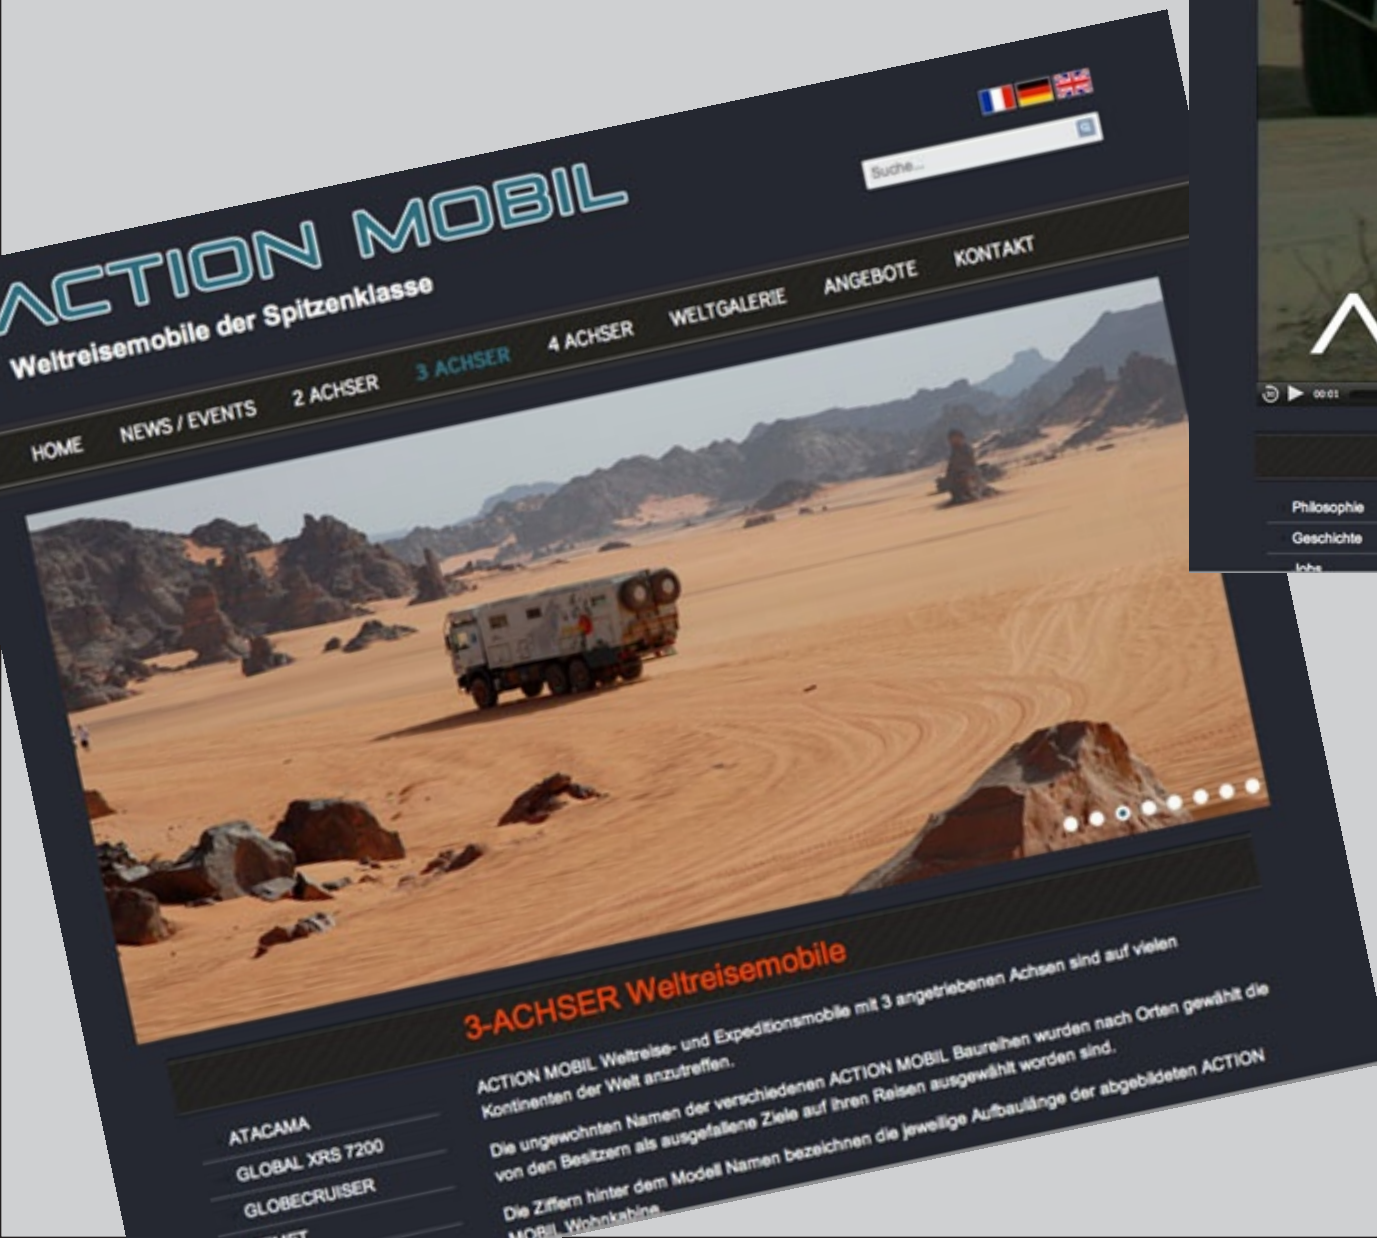 Suche...
ACTION MOBIL
Weltreisemobile der Spitzenklasse
HOME NEWS / EVENTS 2 ACHSER 3 ACHSER 4 ACHSER WELTGALERIE ANGEBOTE KONTAKT
3-ACHSER Weltreisemobile
ATACAMA
GLOBAL XRS 7200
GLOBECRUISER
ACTION MOBIL Weltreise- und Expeditionsmobile mit 3 angetriebenen Achsen sind auf vielen
Kontinenten der Welt anzutreffen.
Die ungewohnten Namen der verschiedenen ACTION MOBIL Baureihen wurden nach Orten gewählt die
von den Besitzern als ausgefallene Ziele auf ihren Reisen ausgewählt worden sind.
Die Ziffern hinter dem Modell Namen bezeichnen die jeweilige Aufbaulänge der abgebildeten ACTION
MOBIL Wohnkabine.
00:01
Philosophie
Geschichte
Jobs